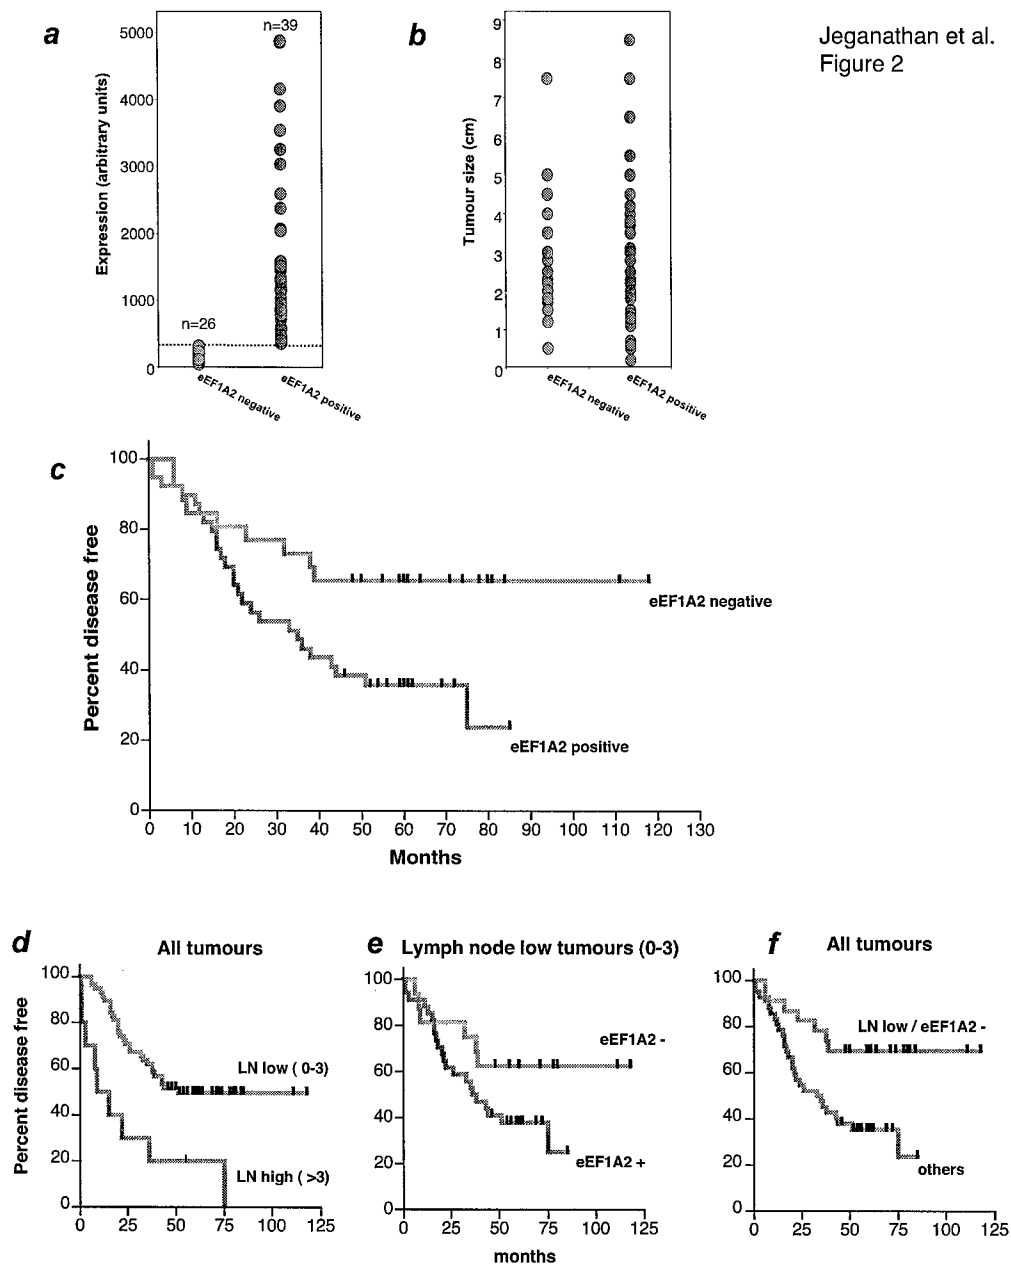 Jeganathan et al.
Figure 2
a
n=39
5000
4000
3000
2000
1000
0
Expression (arbitrary units)
n=26
eEF1A2 negative
eEF1A2 positive
b
9
8
7
6
5
4
3
2
1
0
Tumour size (cm)
eEF1A2 negative
eEF1A2 positive
c
100
80
60
40
20
0
Percent disease free
eEF1A2 negative
eEF1A2 positive
0 10 20 30 40 50 60 70 80 90 100 110 120 130
Months
d
All tumours
100
80
60
40
20
0
Percent disease free
LN low ( 0-3)
LN high ( >3)
0 25 50 75 100 125
e
Lymph node low tumours (0-3)
100
80
60
40
20
0
eEF1A2 -
eEF1A2 +
0 25 50 75 100 125
months
f
All tumours
100
80
60
40
20
0
LN low / eEF1A2 -
others
0 25 50 75 100 125